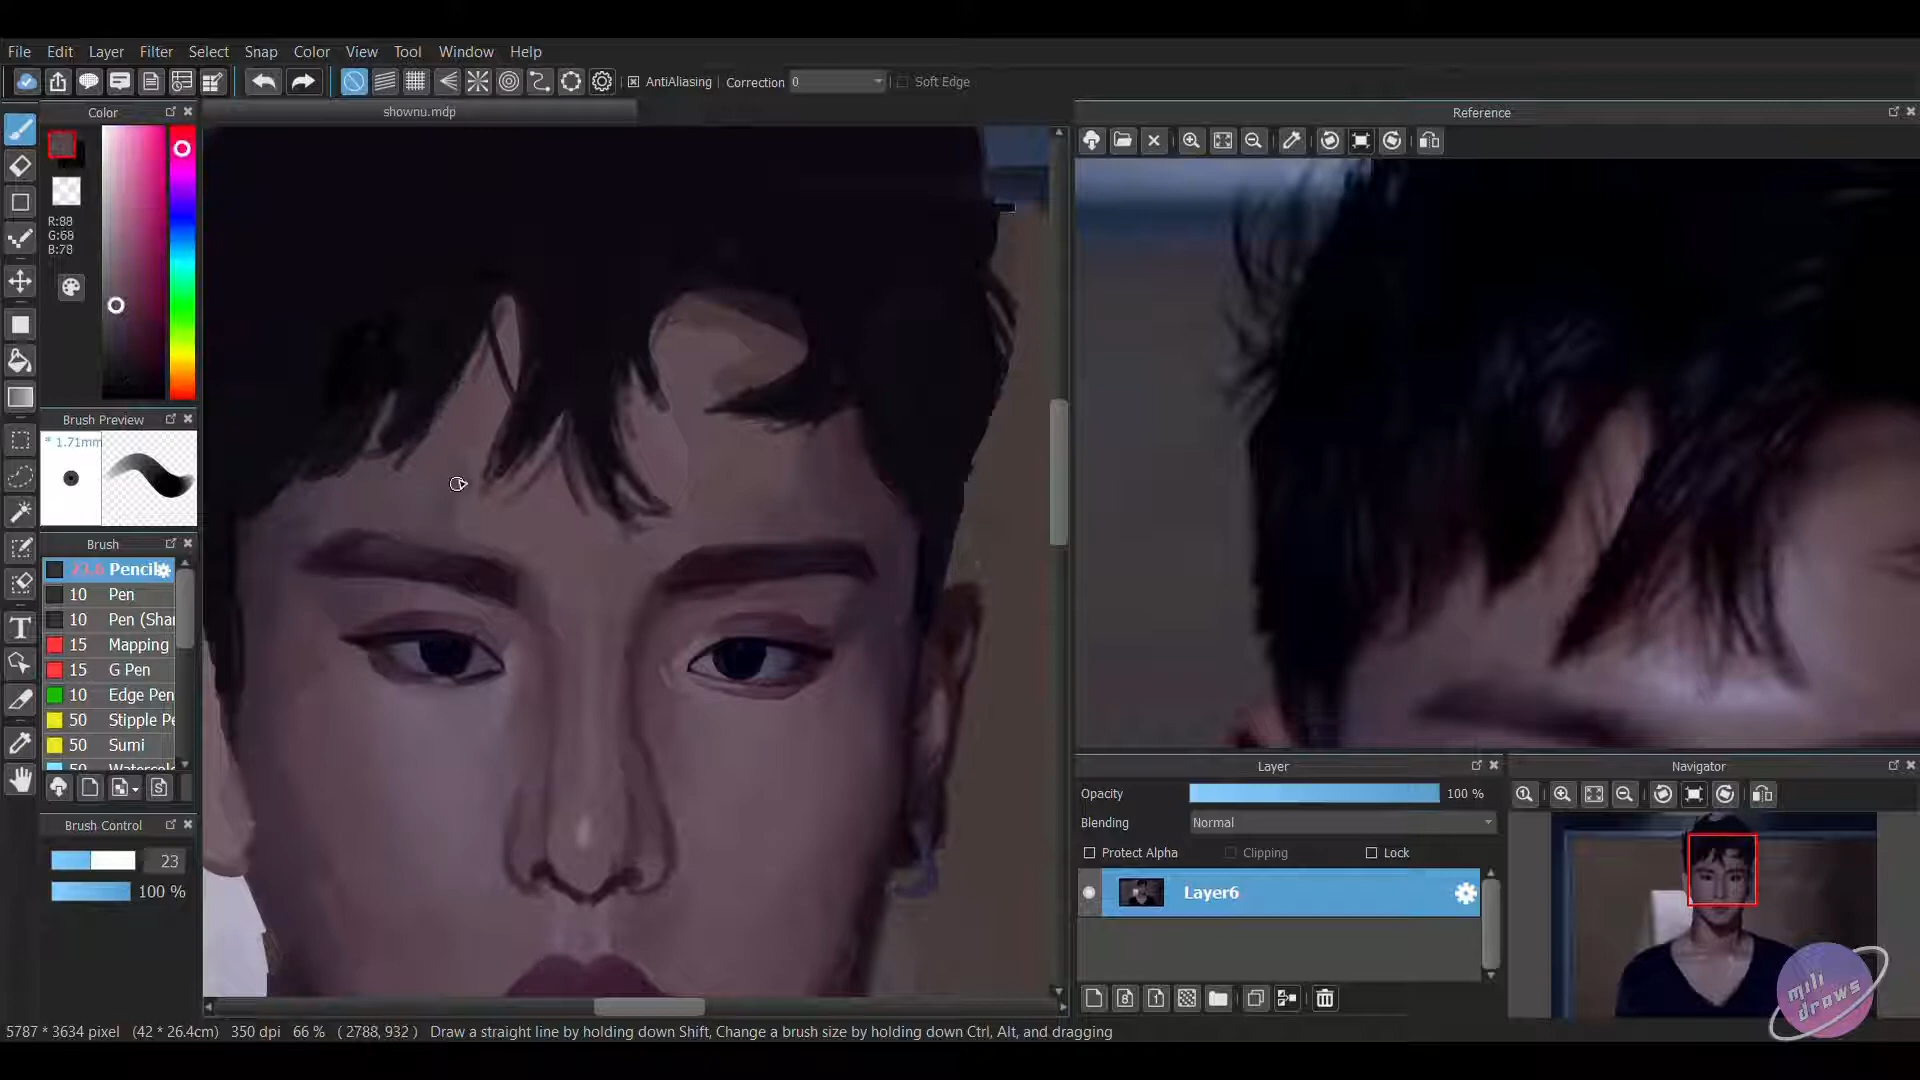 File Edit Layer Filter Select Snap Color View Tool Window Help
AntiAliasing Correction 0 Soft Edge
Color
shownu.mdp
Reference
R:88
G:68
B:78
Brush Preview
* 1.71mm
Brush
Pencil
10 Pen
10 Pen (Shar
15 Mapping
15 G Pen
10 Edge Pen
50 Stipple Pe
50 Sumi
50
Brush Control
23
100 %
Layer
Opacity 100 %
Blending Normal
Protect Alpha Clipping Lock
Layer6
Navigator
mili
draws
5787 * 3634 pixel (42 * 26.4cm) 350 dpi 66 % ( 2788, 932 ) Draw a straight line by holding down Shift, Change a brush size by holding down Ctrl, Alt, and dragging